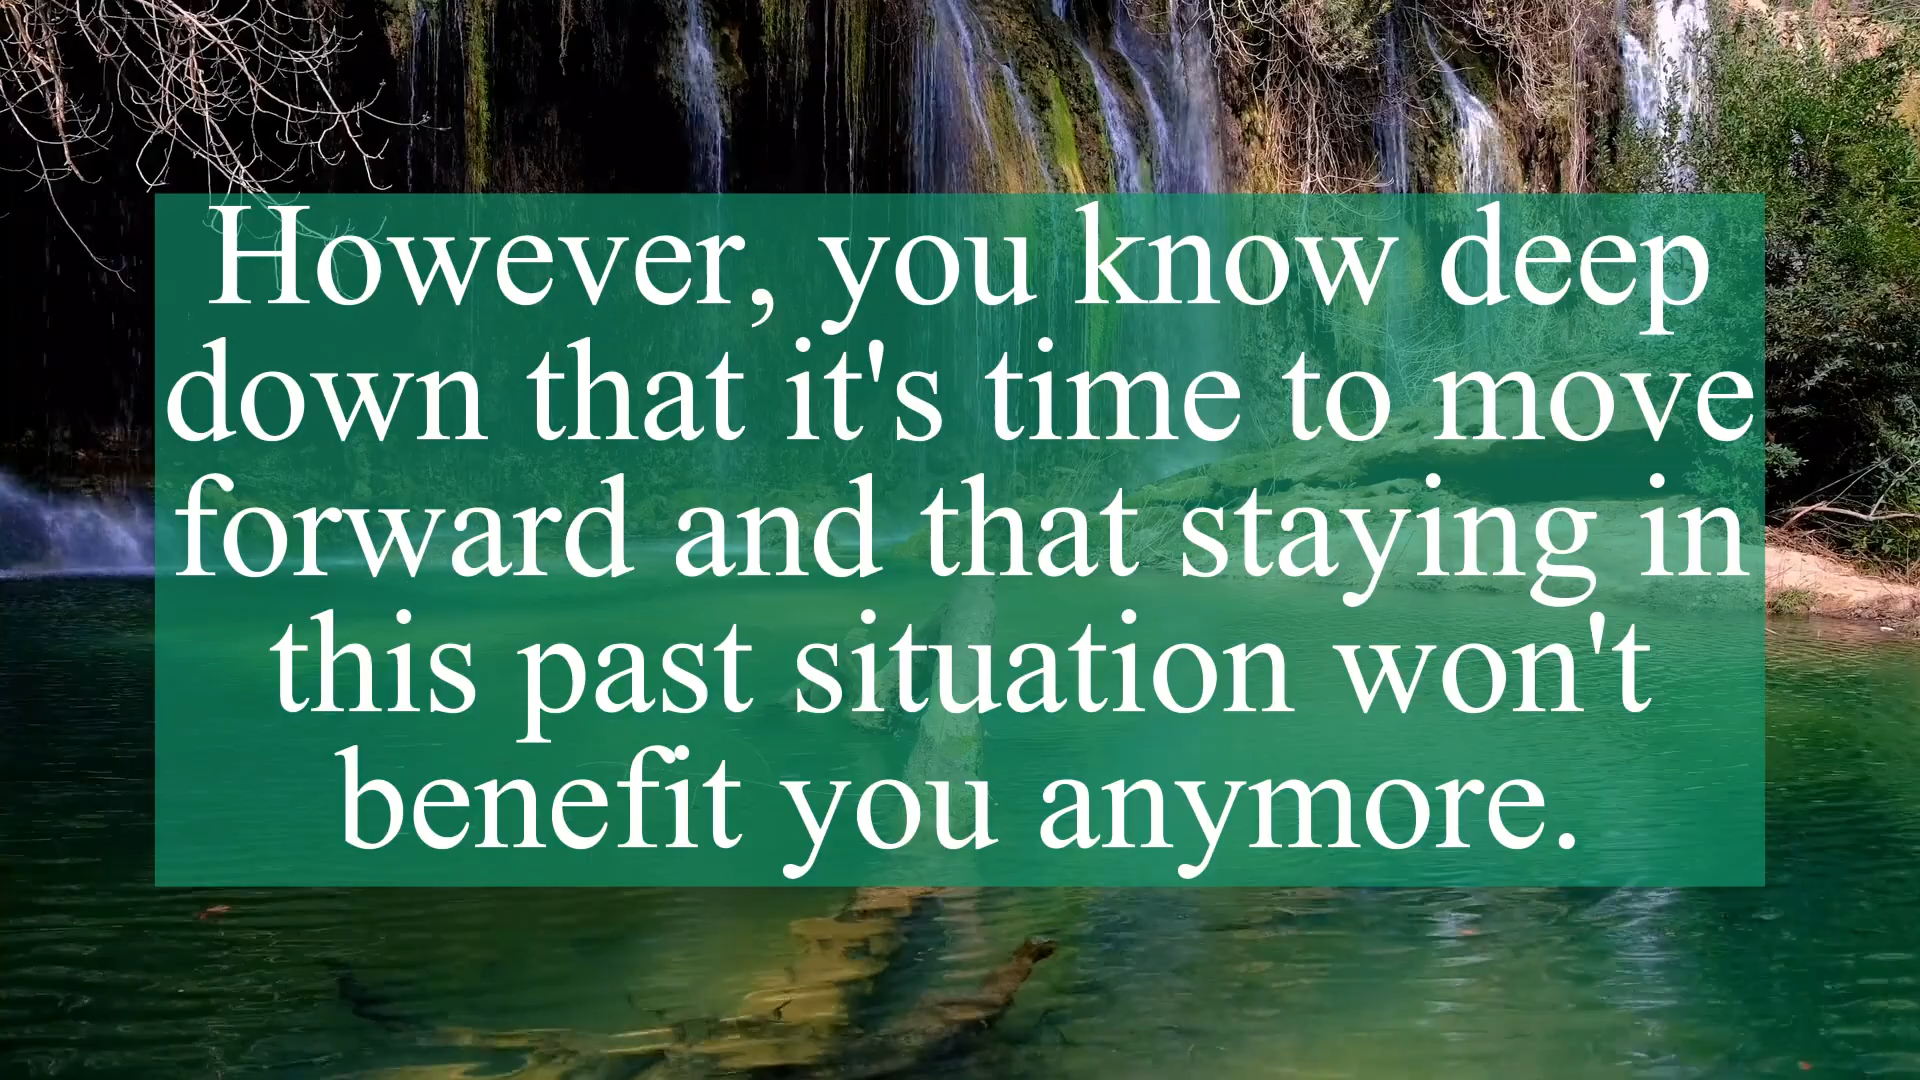 However, you know deep
down that it's time to move
forward and that staying in
this past situation won't
benefit you anymore.